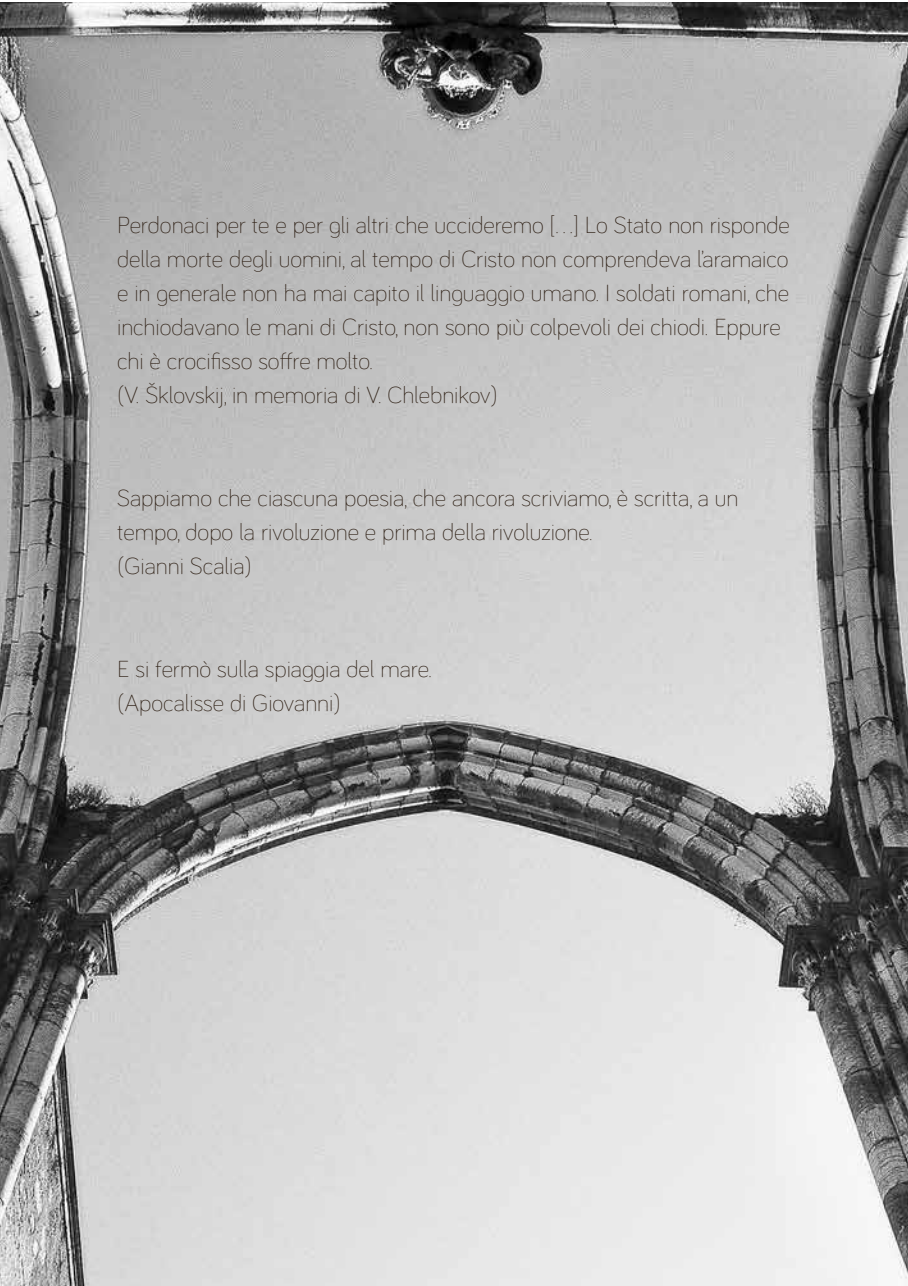 Perdonaci per te e per gli altri che uccideremo […] Lo Stato non risponde
della morte degli uomini, al tempo di Cristo non comprendeva l'aramaico
e in generale non ha mai capito il linguaggio umano. I soldati romani, che
inchiodavano le mani di Cristo, non sono più colpevoli dei chiodi. Eppure
chi è crocifisso soffre molto.
(V. Šklovskij, in memoria di V. Chlebnikov)
Sappiamo che ciascuna poesia, che ancora scriviamo, è scritta, a un
tempo, dopo la rivoluzione e prima della rivoluzione.
(Gianni Scalia)
E si fermò sulla spiaggia del mare.
(Apocalisse di Giovanni)